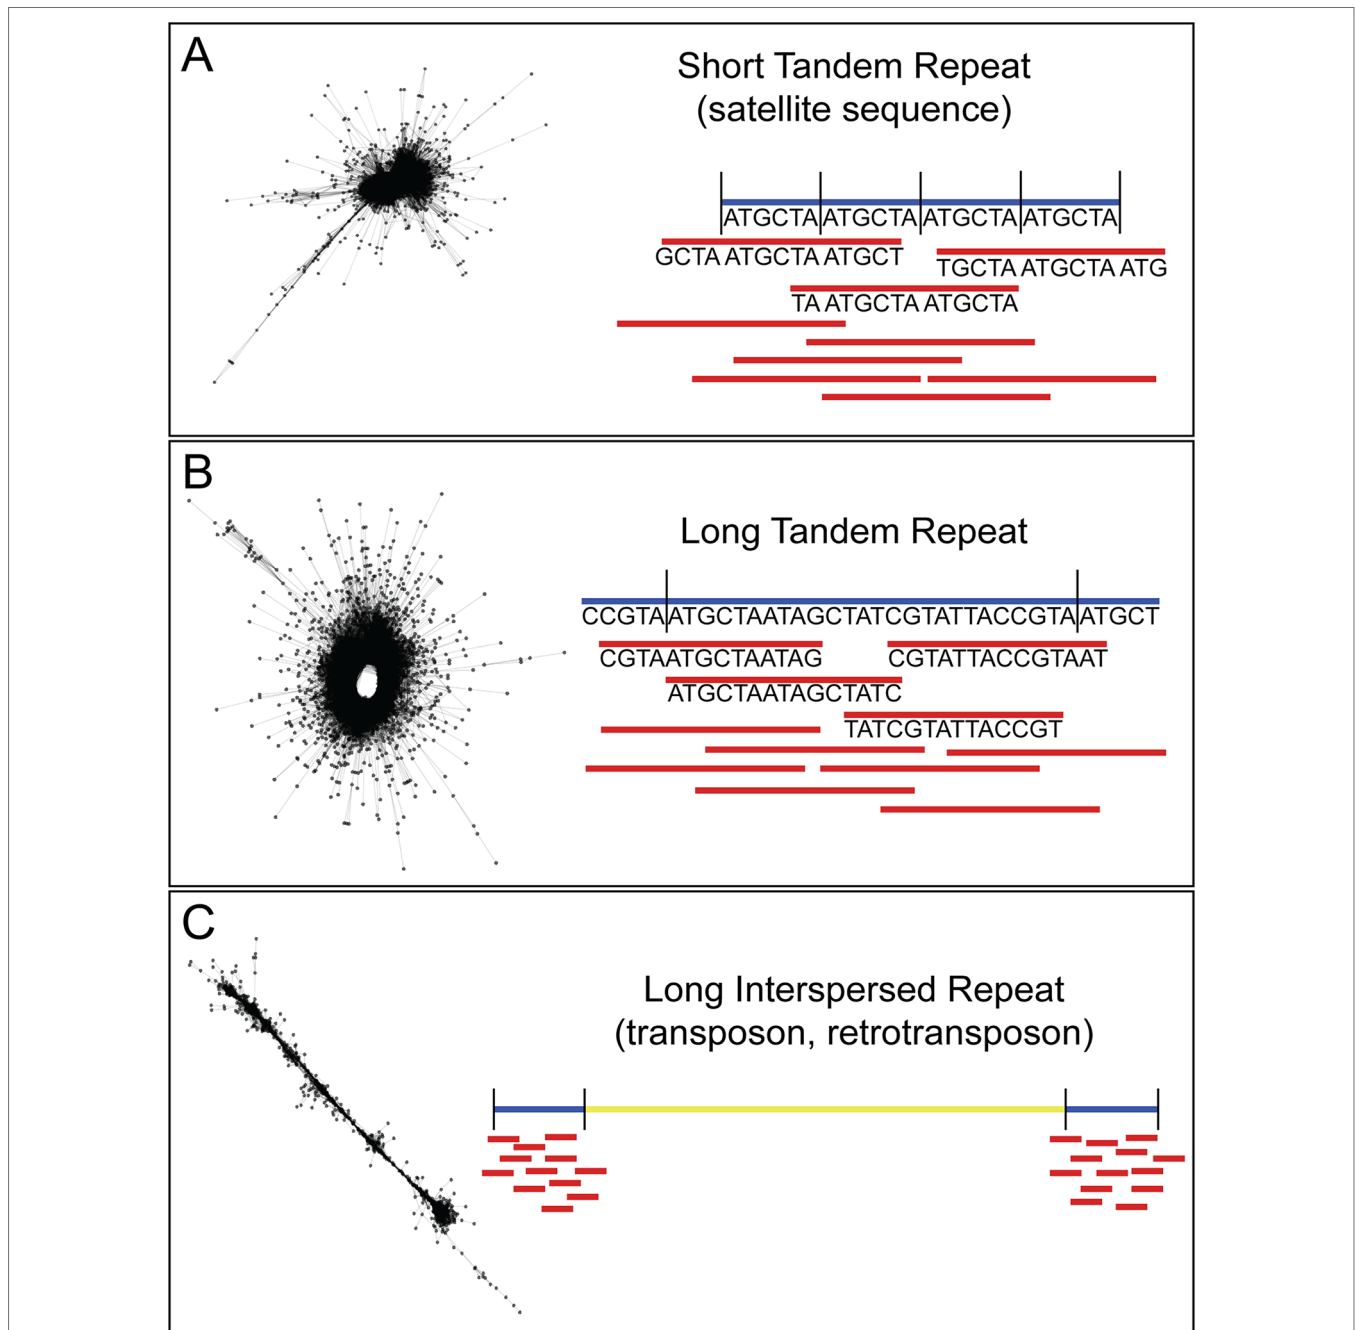 A
Short Tandem Repeat
(satellite sequence)
ATGCTA ATGCTA ATGCTA ATGCTA
GCTA ATGCTA ATGCT
TGCTA ATGCTA ATG
TA ATGCTA ATGCTA
B
Long Tandem Repeat
CCGTA ATGCTAATAGCTATCGTATTACCGTA ATGCT
CGTAATGCTAATAG
CGTATTACCGTAAT
ATGCTAATAGCTATC
TATCGTATTACCGT
C
Long Interspersed Repeat
(transposon, retrotransposon)